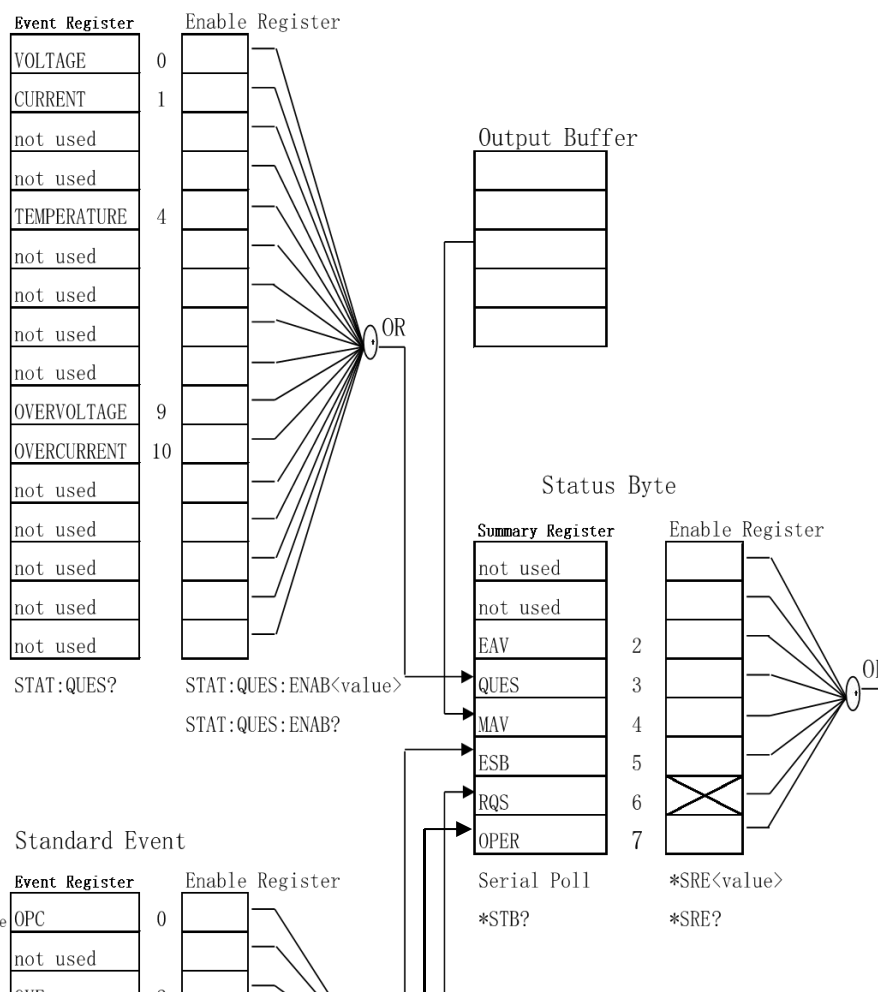 Event Register
Enable Register
VOLTAGE 0
CURRENT 1
not used
not used
TEMPERATURE 4
not used
not used
not used
not used
OVERVOLTAGE 9
OVERCURRENT 10
not used
not used
not used
not used
not used
STAT:QUES?
STAT:QUES:ENAB<value>
STAT:QUES:ENAB?
OR
Output Buffer
Status Byte
Summary Register
Enable Register
not used
not used
EAV 2
QUES 3
MAV 4
ESB 5
RQS 6
OPER 7
Serial Poll
*STB?
*SRE<value>
*SRE?
Standard Event
Event Register
Enable Register
OPC 0
not used